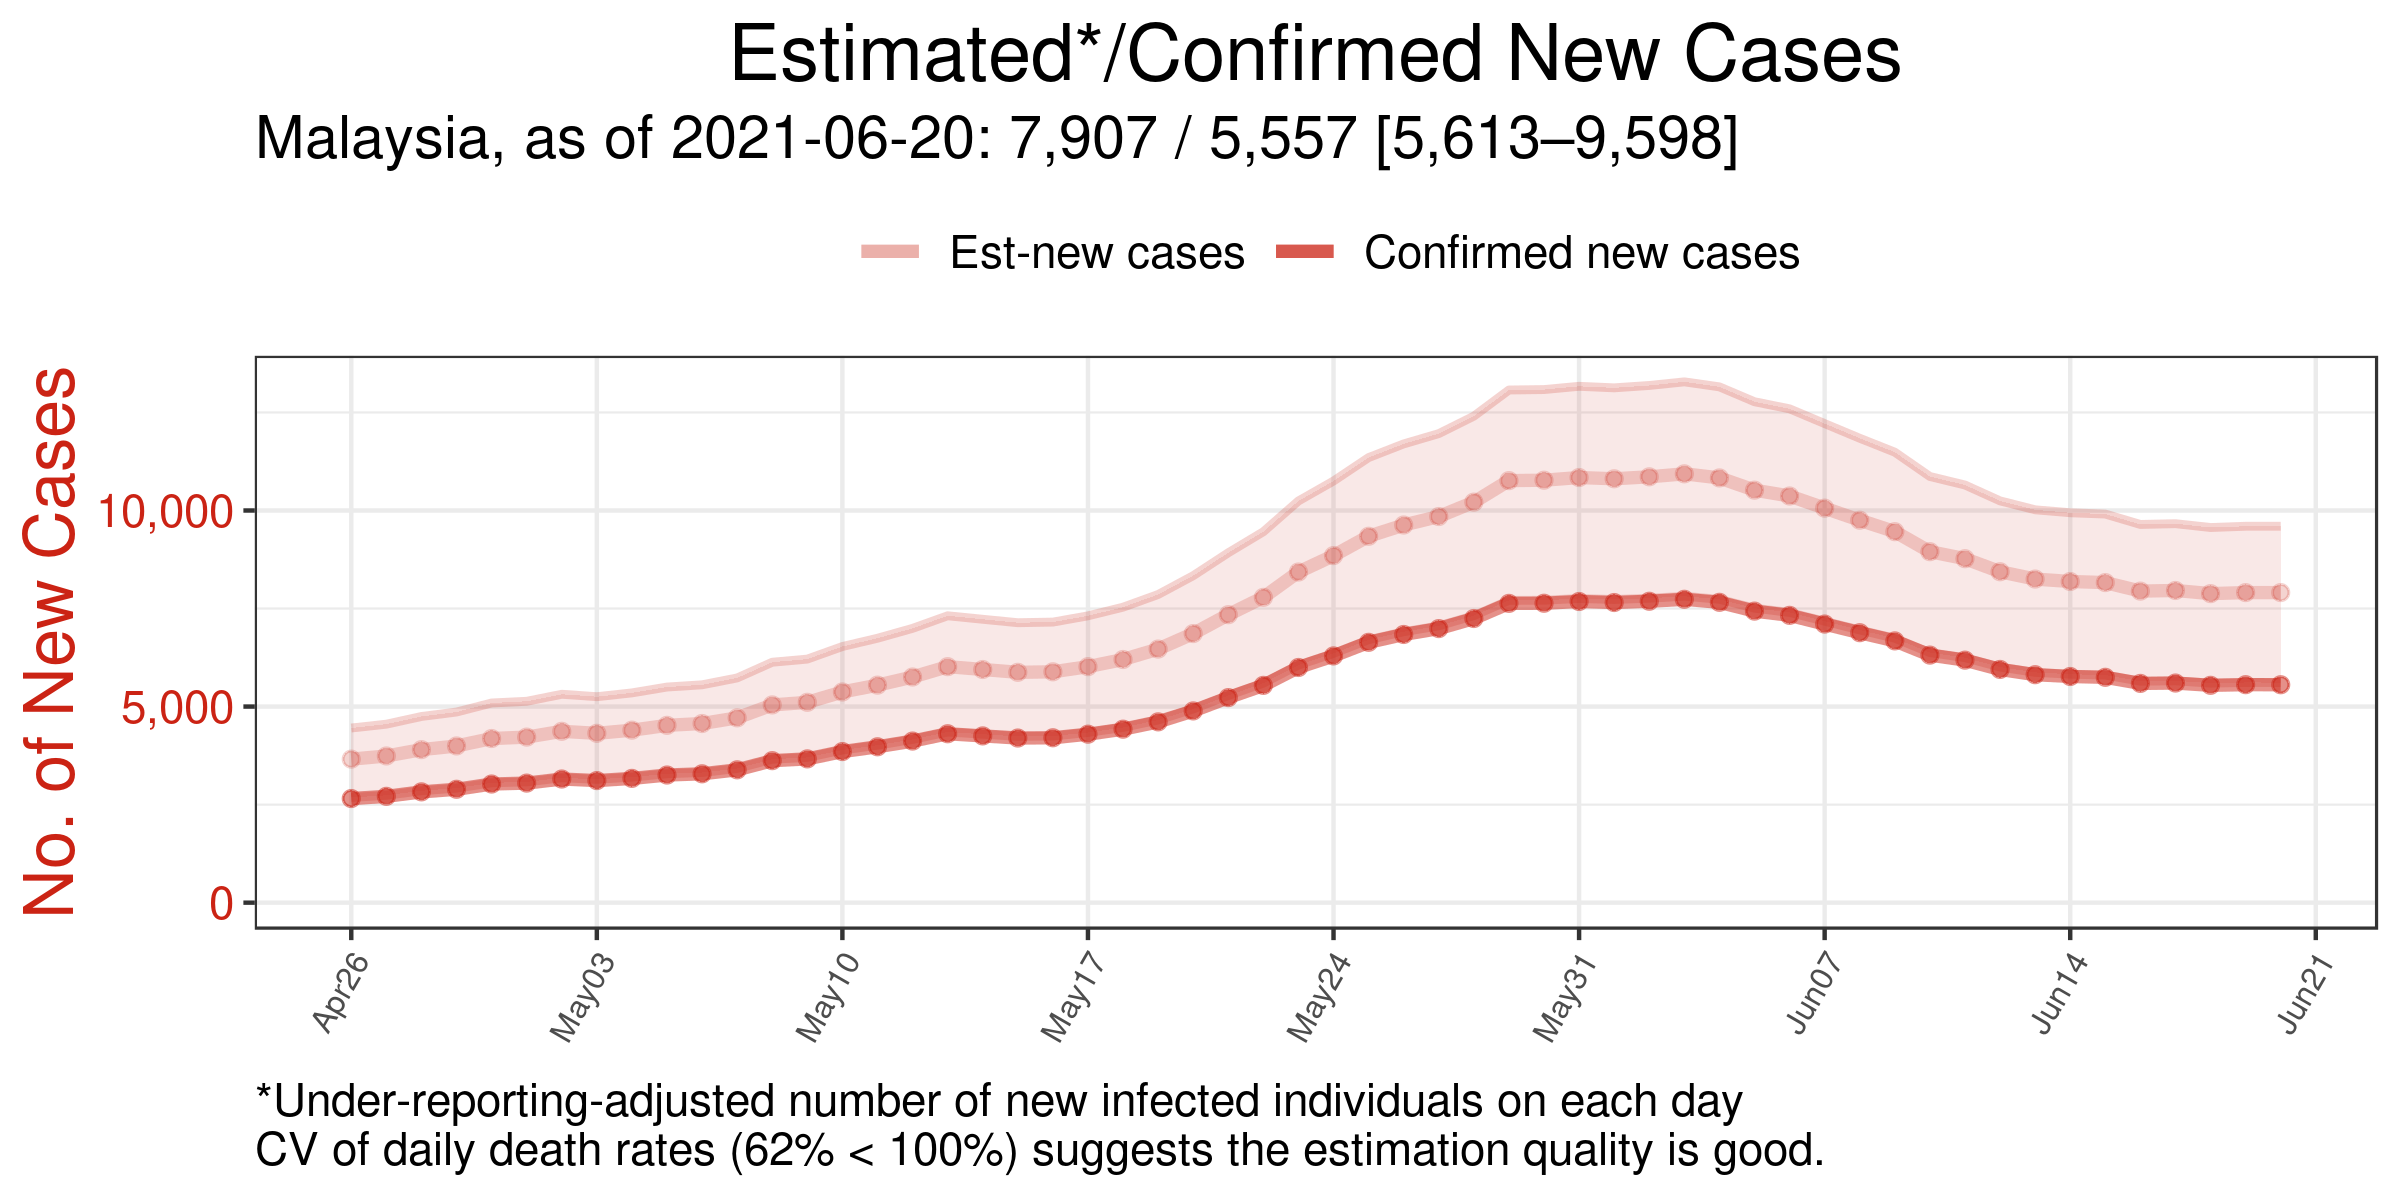 Estimated*/Confirmed New Cases
Malaysia, as of 2021-06-20: 7,907 / 5,557 [5,613–9,598]
Est-new cases Confirmed new cases
No. of New Cases
10,000
5,000
0
Apr26 May03 May10 May17 May24 May31 Jun07 Jun14 Jun21
*Under-reporting-adjusted number of new infected individuals on each day
CV of daily death rates (62% < 100%) suggests the estimation quality is good.